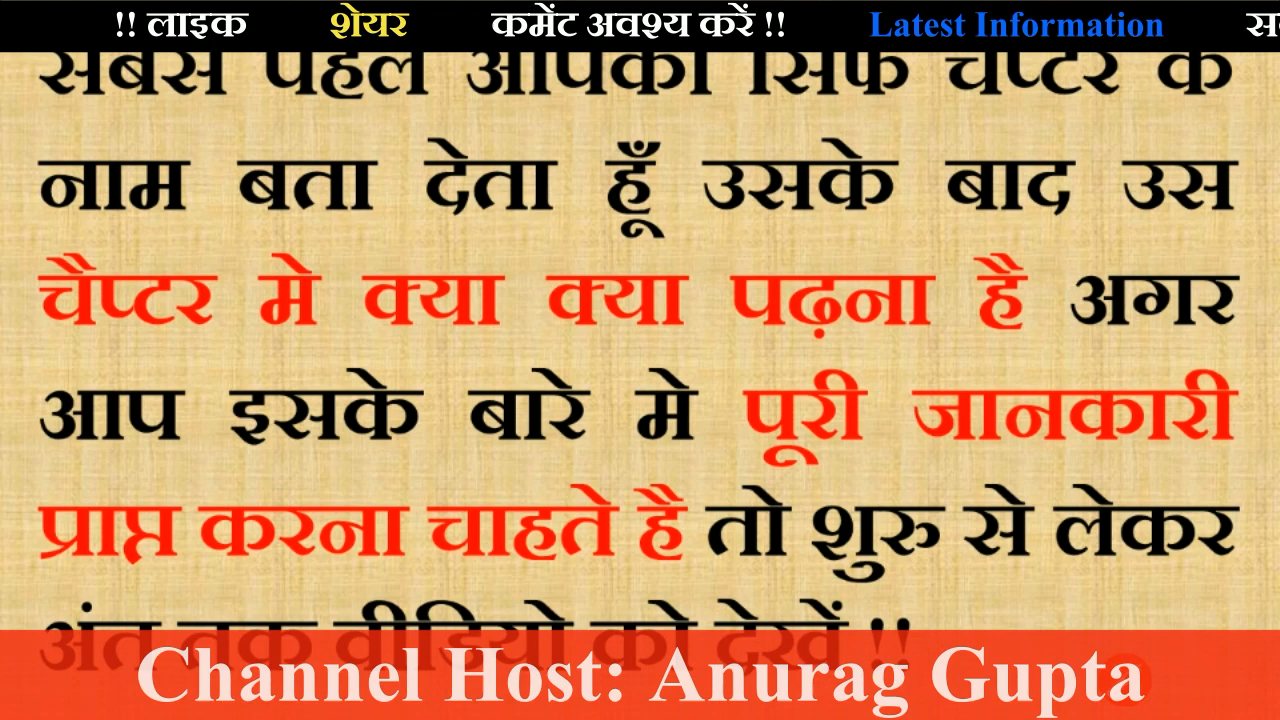 !! लाइक शेयर कमेंट अवश्य करें !! Latest Information
सबसे पहले आपको सिर्फ चैप्टर के
नाम बता देता हूँ उसके बाद उस
चैप्टर मे क्या क्या पढ़ना है अगर
आप इसके बारे मे पूरी जानकारी
प्राप्त करना चाहते है तो शुरु से लेकर
अंत तक वीडियो को देखें !!
Channel Host: Anurag Gupta